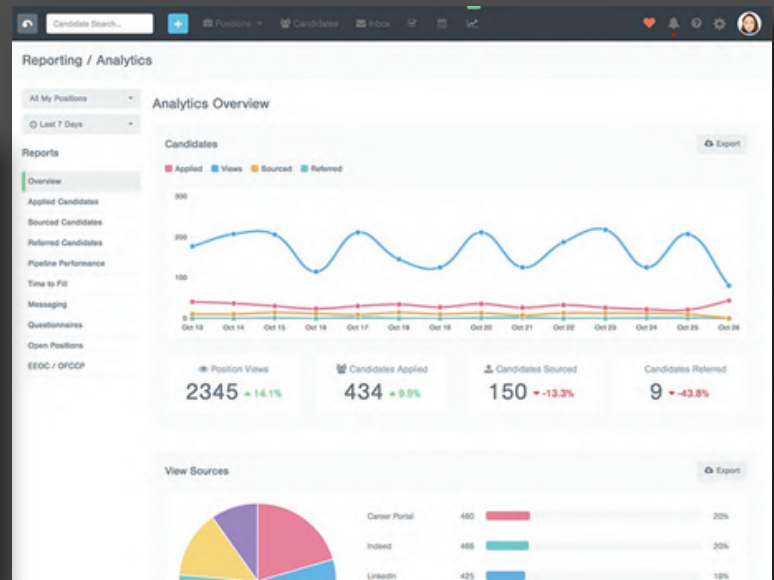 Candidate Search...
Positions
Candidates
Inbox
Reporting / Analytics
All My Positions
Last 7 Days
Reports
Overview
Applied Candidates
Sourced Candidates
Referred Candidates
Pipeline Performance
Time to Fill
Messaging
Questionnaires
Open Positions
EEOC / OFCCP
Analytics Overview
Candidates
Export
Applied Views Sourced Referred
300
200
100
0
Oct 13 Oct 14 Oct 15 Oct 16 Oct 17 Oct 18 Oct 19 Oct 20 Oct 21 Oct 22 Oct 23 Oct 24 Oct 25 Oct 26
Position Views
2345 14.1%
Candidates Applied
434 9.9%
Candidates Sourced
150 -13.3%
Candidates Referred
9 -43.8%
View Sources
Export
Career Portal 480 20%
Indeed 466 20%
LinkedIn 425 18%